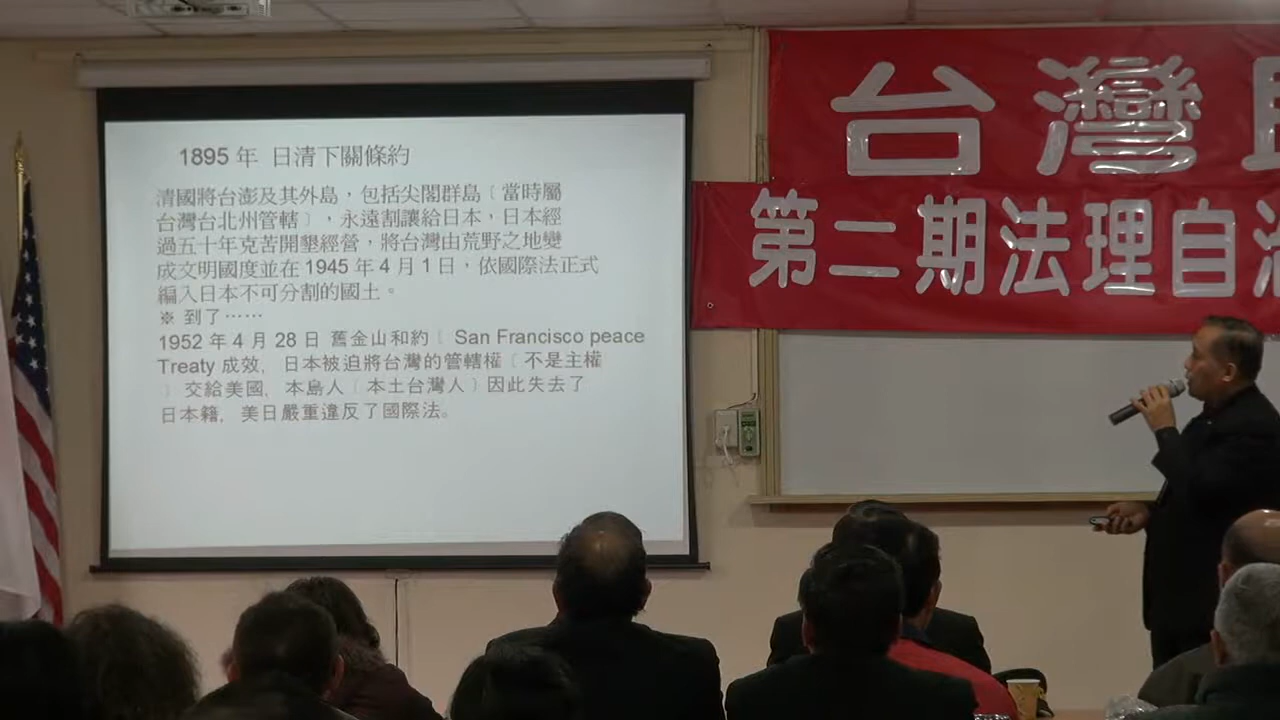 1895 年 日清下關條約
清國將台澎及其外島，包括尖閣群島﹝當時屬
台灣台北州管轄﹞，永遠割讓給日本，日本經
過五十年克苦開墾經營，將台灣由荒野之地變
成文明國度並在 1945 年 4 月 1 日，依國際法正式
編入日本不可分割的國土。
※ 到了⋯⋯
1952 年 4 月 28 日 舊金山和約﹝ San Francisco peace
Treaty 成效，日本被迫將台灣的管轄權﹝不是主權
﹞交給美國，本島人﹝本土台灣人﹞因此失去了
日本籍，美日嚴重違反了國際法。
台灣
第二期法理自治